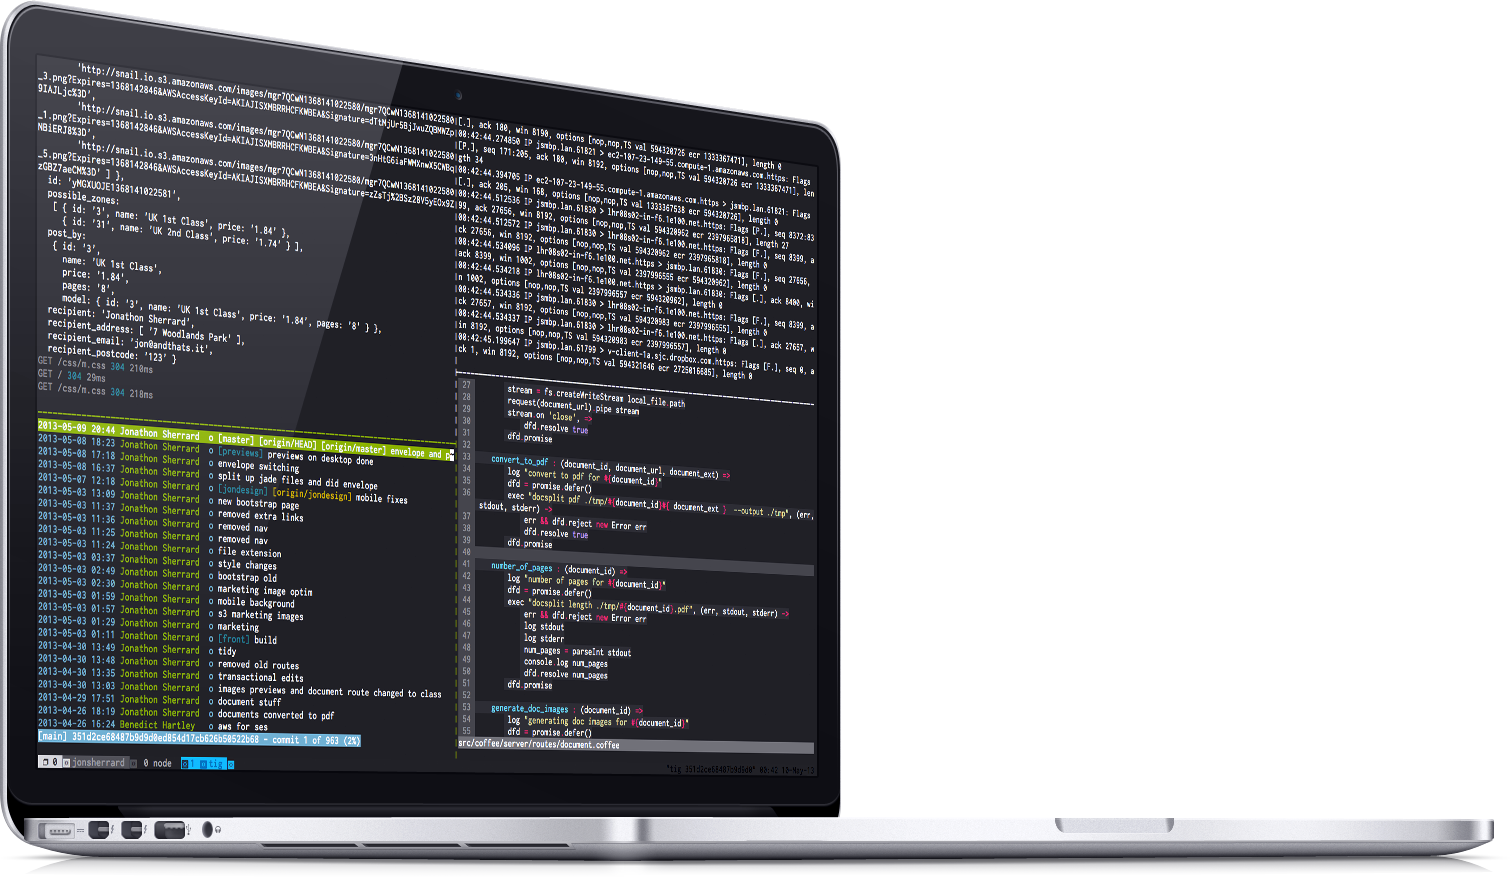 'http://snail.io.s3.amazonaws.com/images/mgr7QCwN1368141022580/mgr7QCwN1368141022580
_3.png?Expires=1368142846&AWSAccessKeyId=AKIAJISXMBRRHCFKWBEA&Signature=dTtMjUr5BjJwuZQBMWZp
9IAJLjc%3D',
'http://snail.io.s3.amazonaws.com/images/mgr7QCwN1368141022580/mgr7QCwN1368141022580
_1.png?Expires=1368142846&AWSAccessKeyId=AKIAJISXMBRRHCFKWBEA&Signature=3nHtG6iaFWMXnwX5CWBq
NBiERJ8%3D',
'http://snail.io.s3.amazonaws.com/images/mgr7QCwN1368141022580/mgr7QCwN1368141022580
_5.png?Expires=1368142846&AWSAccessKeyId=AKIAJISXMBRRHCFKWBEA&Signature=zZsTj%2BSz28V5yEOx9Z
zGBZ7aeCM%3D' ] },
id: 'yMGXUOJE1368141022581',
possible_zones:
[ { id: '3', name: 'UK 1st Class', price: '1.84' },
{ id: '31', name: 'UK 2nd Class', price: '1.74' } ],
post_by:
{ id: '3',
name: 'UK 1st Class',
price: '1.84',
pages: '8',
model: { id: '3', name: 'UK 1st Class', price: '1.84', pages: '8' } },
recipient: 'Jonathon Sherrard',
recipient_address: [ '7 Woodlands Park' ],
recipient_email: 'jon@andthats.it',
recipient_postcode: '123' }
GET /css/m.css 304 210ms
GET / 304 29ms
GET /css/m.css 304 218ms
[.], ack 180, win 8190, options [nop,nop,TS val 594320726 ecr 1333367471], length 0
00:42:44.274850 IP jsmbp.lan.61821 > ec2-107-23-149-55.compute-1.amazonaws.com.https: Flags
[P.], seq 171:205, ack 180, win 8192, options [nop,nop,TS val 594320726 ecr 1333367471], len
gth 34
00:42:44.394705 IP ec2-107-23-149-55.compute-1.amazonaws.com.https > jsmbp.lan.61821: Flags
[.], ack 205, win 168, options [nop,nop,TS val 1333367538 ecr 594320726], length 0
00:42:44.512536 IP jsmbp.lan.61830 > lhr08s02-in-f6.1e100.net.https: Flags [P.], seq 8372:83
99, ack 27656, win 8192, options [nop,nop,TS val 594320962 ecr 2397965818], length 27
00:42:44.512572 IP jsmbp.lan.61830 > lhr08s02-in-f6.1e100.net.https: Flags [F.], seq 8399, a
ck 27656, win 8192, options [nop,nop,TS val 594320962 ecr 2397965818], length 0
00:42:44.534096 IP lhr08s02-in-f6.1e100.net.https > jsmbp.lan.61830: Flags [F.], seq 27656,
ack 8399, win 1002, options [nop,nop,TS val 2397996555 ecr 594320962], length 0
00:42:44.534218 IP lhr08s02-in-f6.1e100.net.https > jsmbp.lan.61830: Flags [.], ack 8400, wi
n 1002, options [nop,nop,TS val 2397996557 ecr 594320962], length 0
00:42:44.534336 IP jsmbp.lan.61830 > lhr08s02-in-f6.1e100.net.https: Flags [F.], seq 8399, a
ck 27657, win 8192, options [nop,nop,TS val 594320983 ecr 2397996555], length 0
00:42:44.534337 IP jsmbp.lan.61830 > lhr08s02-in-f6.1e100.net.https: Flags [.], ack 27657, w
in 8192, options [nop,nop,TS val 594320983 ecr 2397996557], length 0
00:42:45.199647 IP jsmbp.lan.61799 > v-client-1a.sjc.dropbox.com.https: Flags [F.], seq 0, a
ck 1, win 8192, options [nop,nop,TS val 594321646 ecr 2725016685], length 0
2013-05-09 20:44 Jonathon Sherrard o [master] [origin/HEAD] [origin/master] envelope and p
2013-05-08 18:23 Jonathon Sherrard o [previews] previews on desktop done
2013-05-08 17:18 Jonathon Sherrard o envelope switching
2013-05-08 16:37 Jonathon Sherrard o split up jade files and did envelope
2013-05-07 12:18 Jonathon Sherrard o [jondesign] [origin/jondesign] mobile fixes
2013-05-03 13:09 Jonathon Sherrard o new bootstrap page
2013-05-03 11:37 Jonathon Sherrard o removed extra links
2013-05-03 11:36 Jonathon Sherrard o removed nav
2013-05-03 11:25 Jonathon Sherrard o removed nav
2013-05-03 11:24 Jonathon Sherrard o file extension
2013-05-03 03:37 Jonathon Sherrard o style changes
2013-05-03 02:49 Jonathon Sherrard o bootstrap old
2013-05-03 02:30 Jonathon Sherrard o marketing image optim
2013-05-03 01:59 Jonathon Sherrard o mobile background
2013-05-03 01:57 Jonathon Sherrard o s3 marketing images
2013-05-03 01:29 Jonathon Sherrard o marketing
2013-05-03 01:11 Jonathon Sherrard o [front] build
2013-04-30 13:49 Jonathon Sherrard o tidy
2013-04-30 13:48 Jonathon Sherrard o removed old routes
2013-04-30 13:35 Jonathon Sherrard o transactional edits
2013-04-30 13:03 Jonathon Sherrard o images previews and document route changed to class
2013-04-29 17:51 Jonathon Sherrard o document stuff
2013-04-26 18:19 Jonathon Sherrard o documents converted to pdf
2013-04-26 16:24 Benedict Hartley o aws for ses
[main] 351d2ce68487b9d9d0ed854d17cb626b50522b68 - commit 1 of 963 (2%)
27 stream = fs.createWriteStream local_file.path
28 request(document_url).pipe stream
29 stream.on 'close', =>
30 dfd.resolve true
31 dfd.promise
32
33 convert_to_pdf : (document_id, document_url, document_ext) =>
34 log "convert to pdf for #{document_id}"
35 dfd = promise.defer()
36 exec "docsplit pdf ./tmp/#{document_id}#{ document_ext } --output ./tmp", (err,
stdout, stderr) ->
37 err && dfd.reject new Error err
38 dfd.resolve true
39 dfd.promise
40
41 number_of_pages : (document_id) =>
42 log "number of pages for #{document_id}"
43 dfd = promise.defer()
44 exec "docsplit length ./tmp/#{document_id}.pdf", (err, stdout, stderr) ->
45 err && dfd.reject new Error err
46 log stdout
47 log stderr
48 num_pages = parseInt stdout
49 console.log num_pages
50 dfd.resolve num_pages
51 dfd.promise
52
53 generate_doc_images : (document_id) =>
54 log "generating doc images for #{document_id}"
55 dfd = promise.defer()
src/coffee/server/routes/document.coffee
0 jonsherrard 0 node 1 tig
"tig 351d2ce68487b9d9d0" 00:42 10-May-13